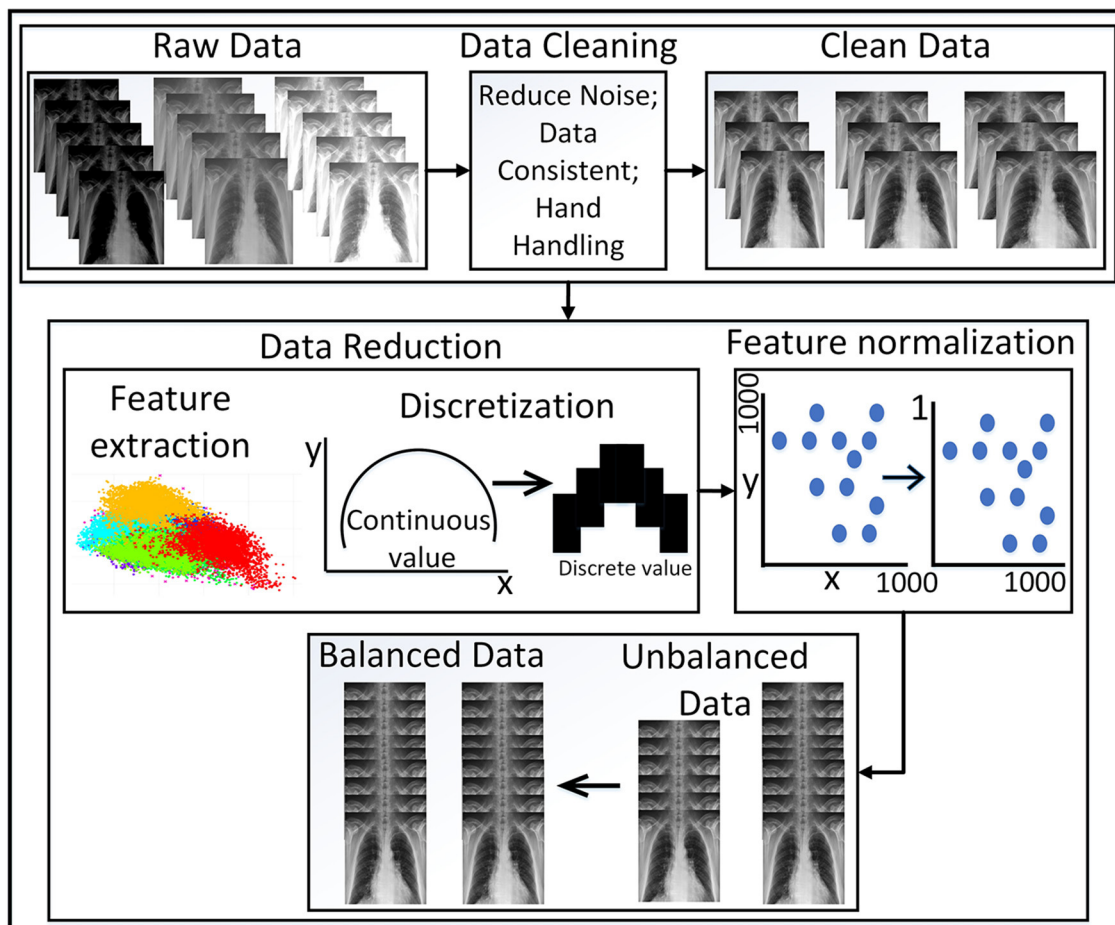 Raw Data
Data Cleaning
Clean Data
Reduce Noise;
Data
Consistent;
Hand
Handling
Data Reduction
Feature normalization
Feature
extraction
Discretization
y
Continuous
value
x
Discrete value
1000
y
x
1000
1
1000
Balanced Data
Unbalanced
Data